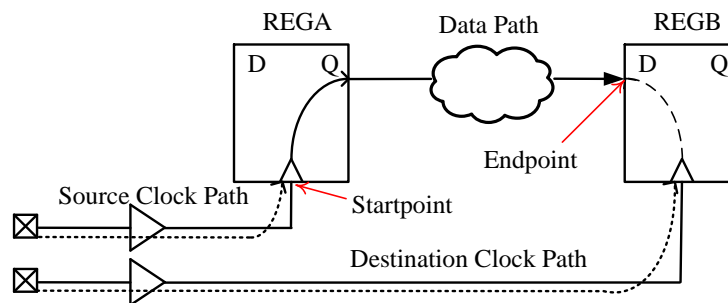 REGA
Data Path
REGB
D
Q
D
Q
Endpoint
Source Clock Path
Startpoint
Destination Clock Path